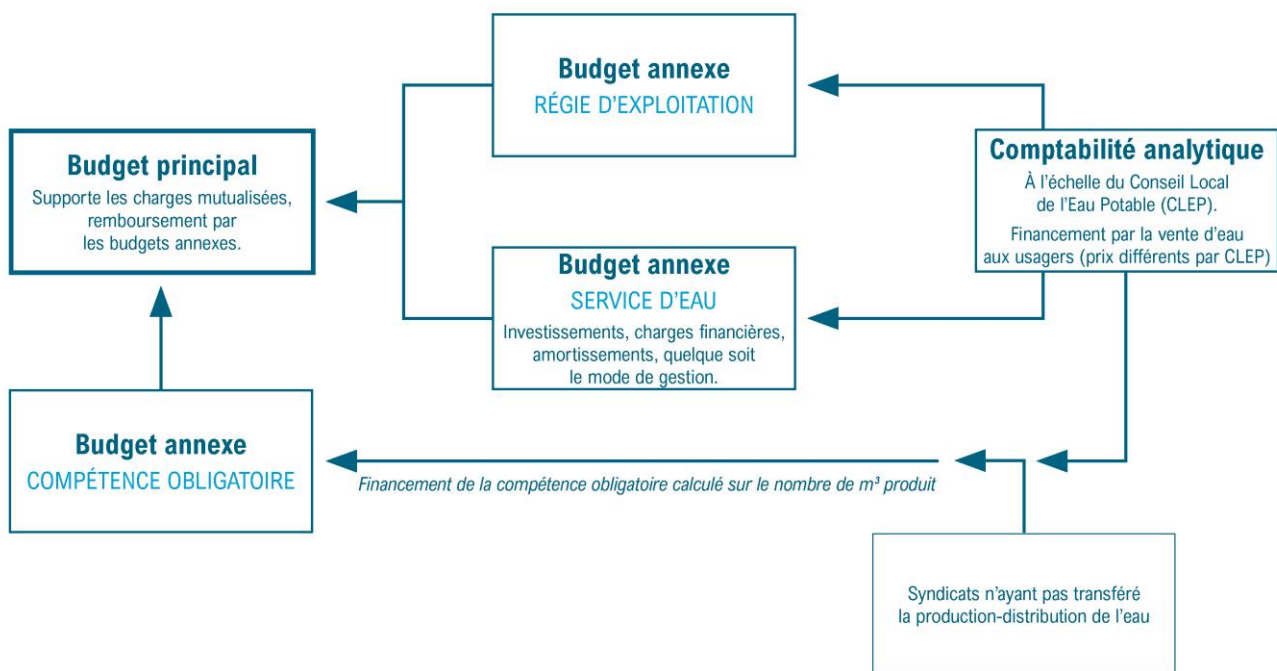 Budget annexe
RÉGIE D'EXPLOITATION
Budget principal
Supporte les charges mutualisées,
remboursement par
les budgets annexes.
Comptabilité analytique
À l'échelle du Conseil Local
de l'Eau Potable (CLEP).
Financement par la vente d'eau
aux usagers (prix différents par CLEP)
Budget annexe
SERVICE D'EAU
Investissements, charges financières,
amortissements, quelque soit
le mode de gestion.
Budget annexe
COMPÉTENCE OBLIGATOIRE
Financement de la compétence obligatoire calculé sur le nombre de m³ produit
Syndicats n'ayant pas transféré
la production-distribution de l'eau